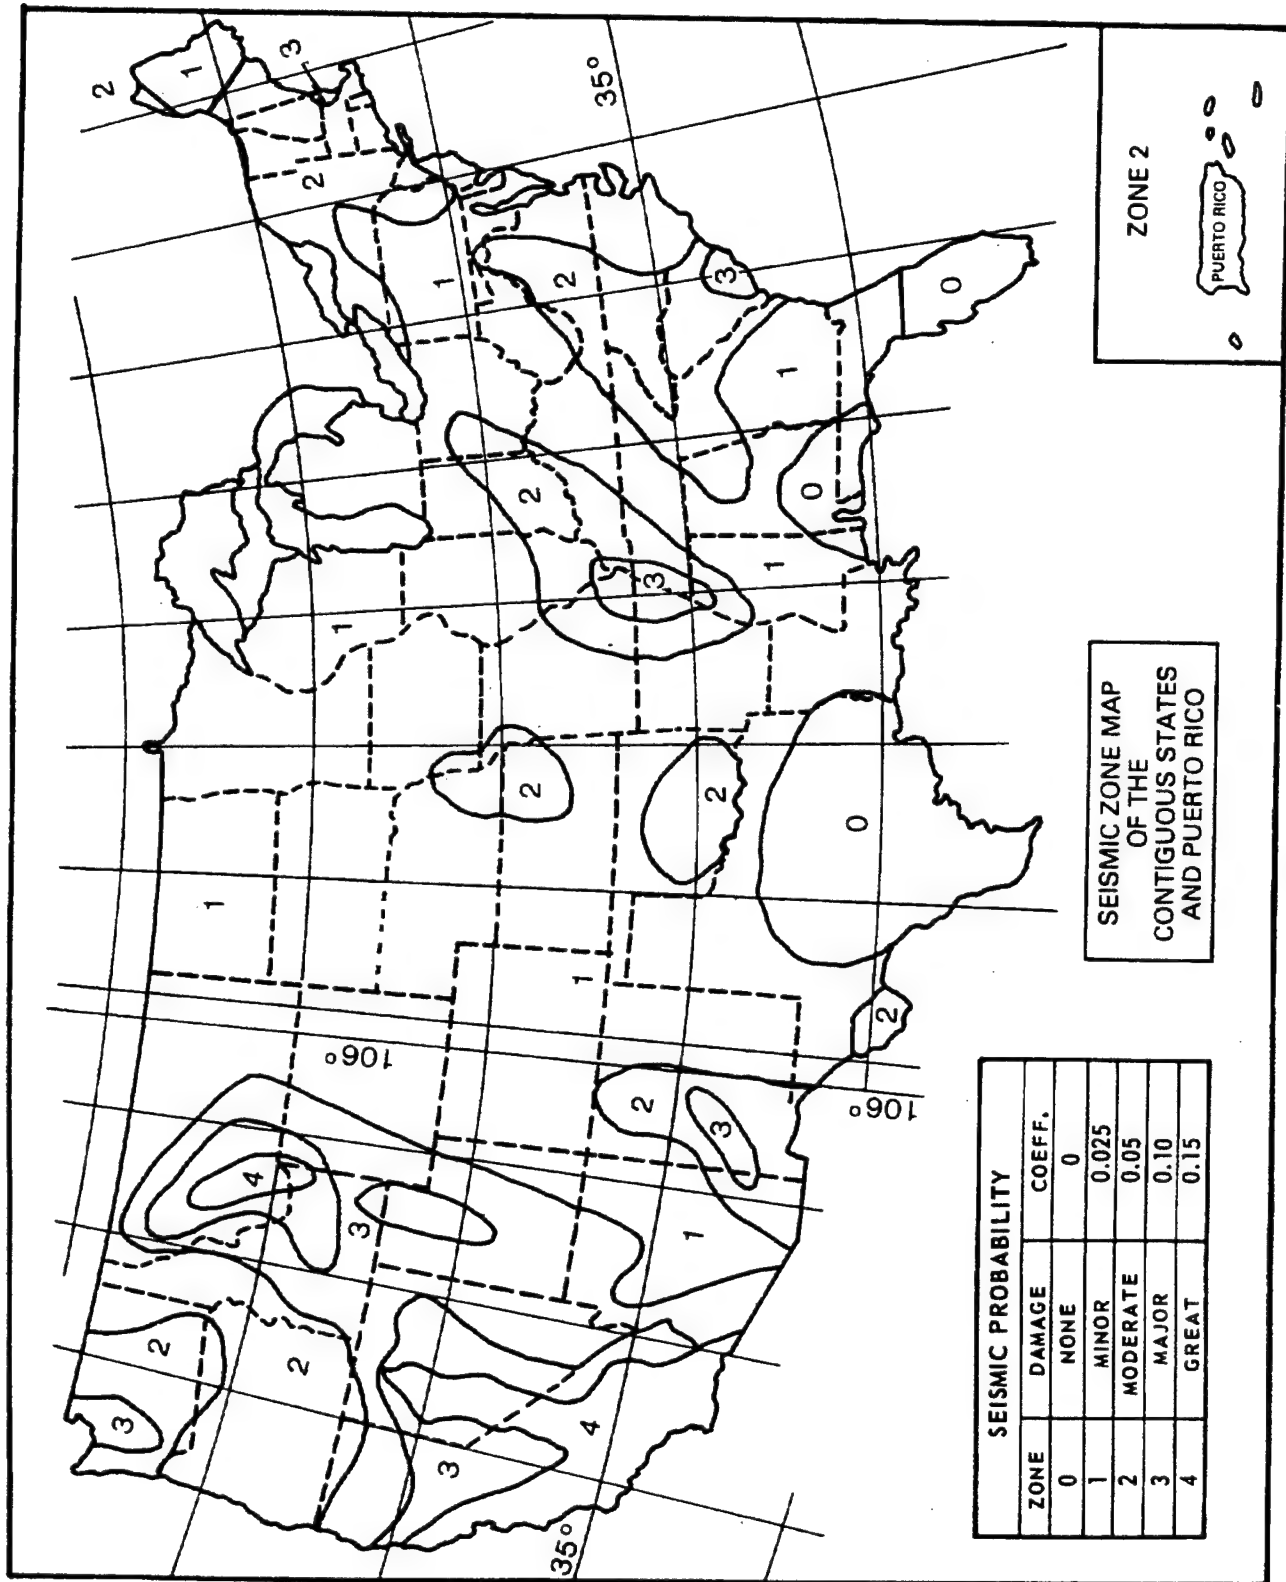 2
3
2
1
1
4
3
2
2
1
3
106°
1
3
2
2
35°
2
1
4
35°
2
3
1
2
3
3
1
1
0
0
2
106°
0
SEISMIC PROBABILITY
ZONE DAMAGE COEFF.
0 NONE 0
1 MINOR 0.025
2 MODERATE 0.05
3 MAJOR 0.10
4 GREAT 0.15
SEISMIC ZONE MAP
OF THE
CONTIGUOUS STATES
AND PUERTO RICO
ZONE 2
PUERTO RICO